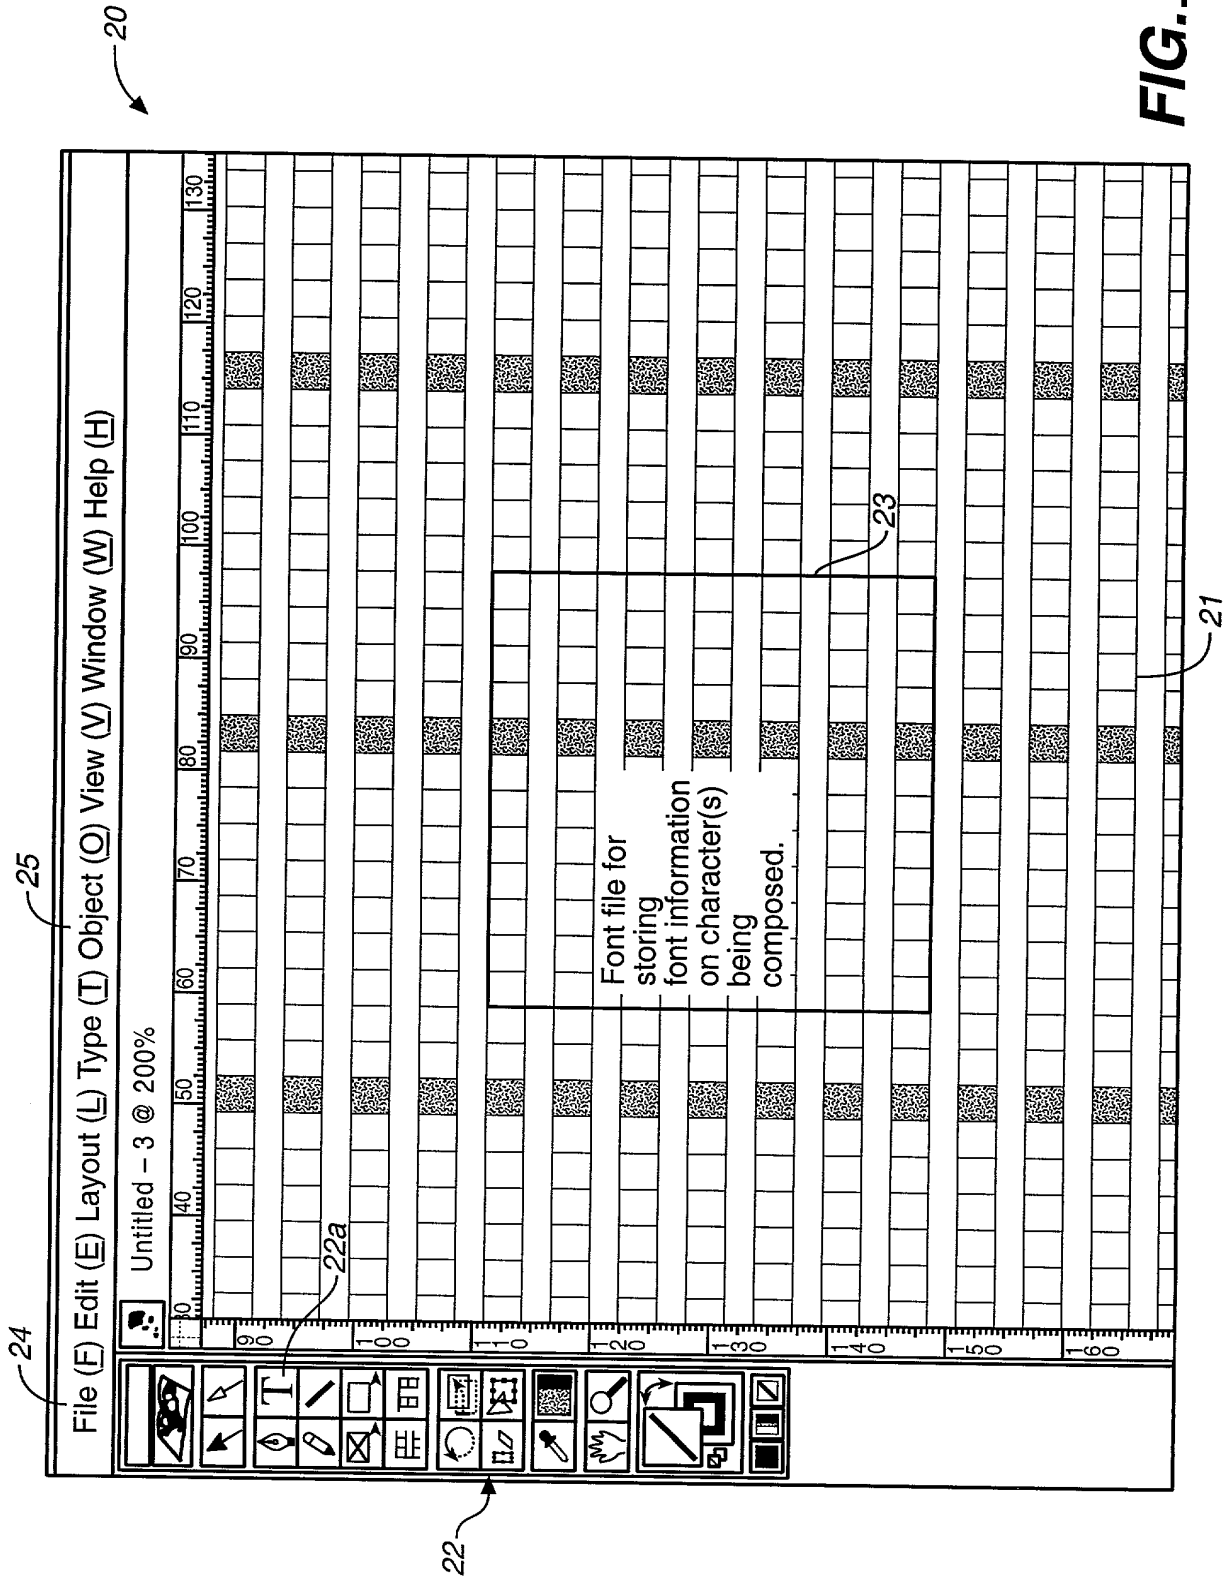 20
25
24
File (F) Edit (E) Layout (L) Type (T) Object (O) View (V) Window (W) Help (H)
Untitled – 3 @ 200%
40 50 60 70 80 90 100 110 120 130
90
100
110
120
130
140
150
160
T
22a
22
Font file for
storing
font information
on character(s)
being
composed.
23
21
FIG.